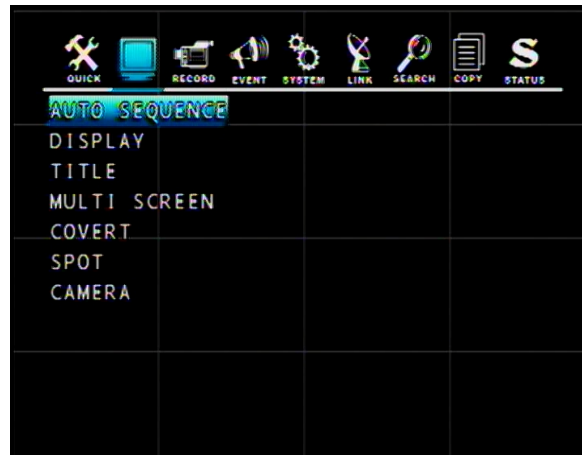 QUICK RECORD EVENT SYSTEM LINK SEARCH COPY STATUS
AUTO SEQUENCE
DISPLAY
TITLE
MULTI SCREEN
COVERT
SPOT
CAMERA